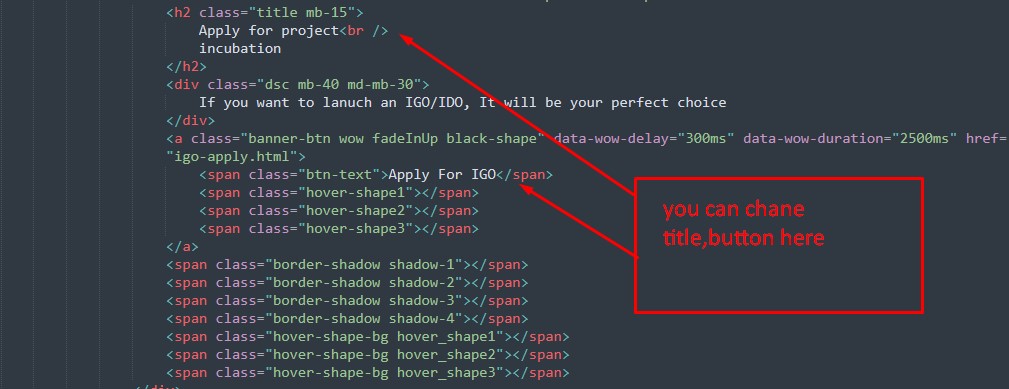 <h2 class="title mb-15">
Apply for project<br />
incubation
</h2>
<div class="dsc mb-40 md-mb-30">
If you want to lanuch an IGO/IDO, It will be your perfect choice
</div>
<a class="banner-btn wow fadeInUp black-shape" data-wow-delay="300ms" data-wow-duration="2500ms" href=
"igo-apply.html">
<span class="btn-text">Apply For IGO</span>
<span class="hover-shape1"></span>
<span class="hover-shape2"></span>
<span class="hover-shape3"></span>
</a>
<span class="border-shadow shadow-1"></span>
<span class="border-shadow shadow-2"></span>
<span class="border-shadow shadow-3"></span>
<span class="border-shadow shadow-4"></span>
<span class="hover-shape-bg hover_shape1"></span>
<span class="hover-shape-bg hover_shape2"></span>
<span class="hover-shape-bg hover_shape3"></span>
you can chane
title,button here